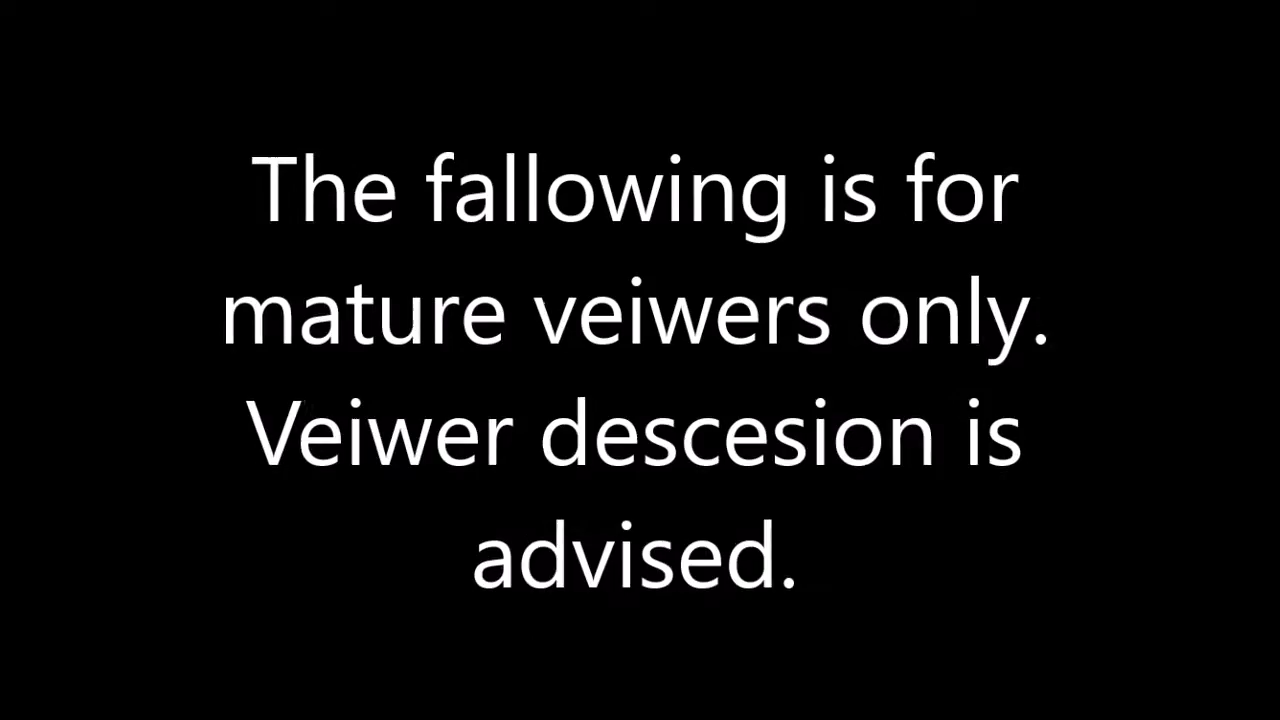 The fallowing is for
mature veiwers only.
Veiwer descesion is
advised.